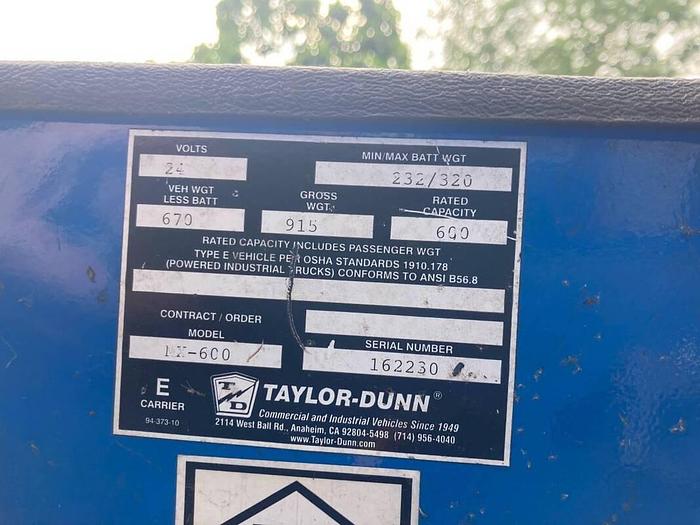 VOLTS
24
MIN/MAX BATT WGT
232/320
VEH WGT
LESS BATT
670
GROSS
WGT
915
RATED
CAPACITY
600
RATED CAPACITY INCLUDES PASSENGER WGT
TYPE E VEHICLE PER OSHA STANDARDS 1910.178
(POWERED INDUSTRIAL TRUCKS) CONFORMS TO ANSI B56.8
CONTRACT / ORDER
MODEL
MX-600
SERIAL NUMBER
162230
E
CARRIER
94-373-10
T D
TAYLOR-DUNN®
Commercial and Industrial Vehicles Since 1949
2114 West Ball Rd., Anaheim, CA 92804-5498 (714) 956-4040
www.Taylor-Dunn.com